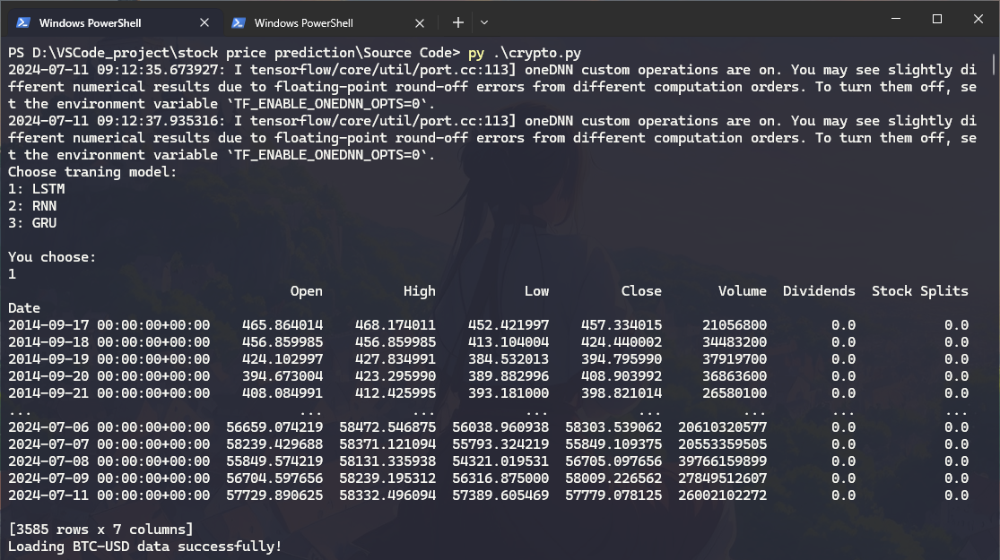 Windows PowerShell
Windows PowerShell
PS D:\VSCode_project\stock price prediction\Source Code> py .\crypto.py
2024-07-11 09:12:35.673927: I tensorflow/core/util/port.cc:113] oneDNN custom operations are on. You may see slightly di
fferent numerical results due to floating-point round-off errors from different computation orders. To turn them off, se
t the environment variable `TF_ENABLE_ONEDNN_OPTS=0`.
2024-07-11 09:12:37.935316: I tensorflow/core/util/port.cc:113] oneDNN custom operations are on. You may see slightly di
fferent numerical results due to floating-point round-off errors from different computation orders. To turn them off, se
t the environment variable `TF_ENABLE_ONEDNN_OPTS=0`.
Choose traning model:
1: LSTM
2: RNN
3: GRU
You choose:
1
Open High Low Close Volume Dividends Stock Splits
Date
2014-09-17 00:00:00+00:00 465.864014 468.174011 452.421997 457.334015 21056800 0.0 0.0
2014-09-18 00:00:00+00:00 456.859985 456.859985 413.104004 424.440002 34483200 0.0 0.0
2014-09-19 00:00:00+00:00 424.102997 427.834991 384.532013 394.795990 37919700 0.0 0.0
2014-09-20 00:00:00+00:00 394.673004 423.295990 389.882996 408.903992 36863600 0.0 0.0
2014-09-21 00:00:00+00:00 408.084991 412.425995 393.181000 398.821014 26580100 0.0 0.0
... ... ... ... ... ... ... ...
2024-07-06 00:00:00+00:00 56659.074219 58472.546875 56038.960938 58303.539062 20610320577 0.0 0.0
2024-07-07 00:00:00+00:00 58239.429688 58371.121094 55793.324219 55849.109375 20553359505 0.0 0.0
2024-07-08 00:00:00+00:00 55849.574219 58131.335938 54321.019531 56705.097656 39766159899 0.0 0.0
2024-07-09 00:00:00+00:00 56704.597656 58239.195312 56316.875000 58009.226562 27849512607 0.0 0.0
2024-07-11 00:00:00+00:00 57729.890625 58332.496094 57389.605469 57779.078125 26002102272 0.0 0.0
[3585 rows x 7 columns]
Loading BTC-USD data successfully!